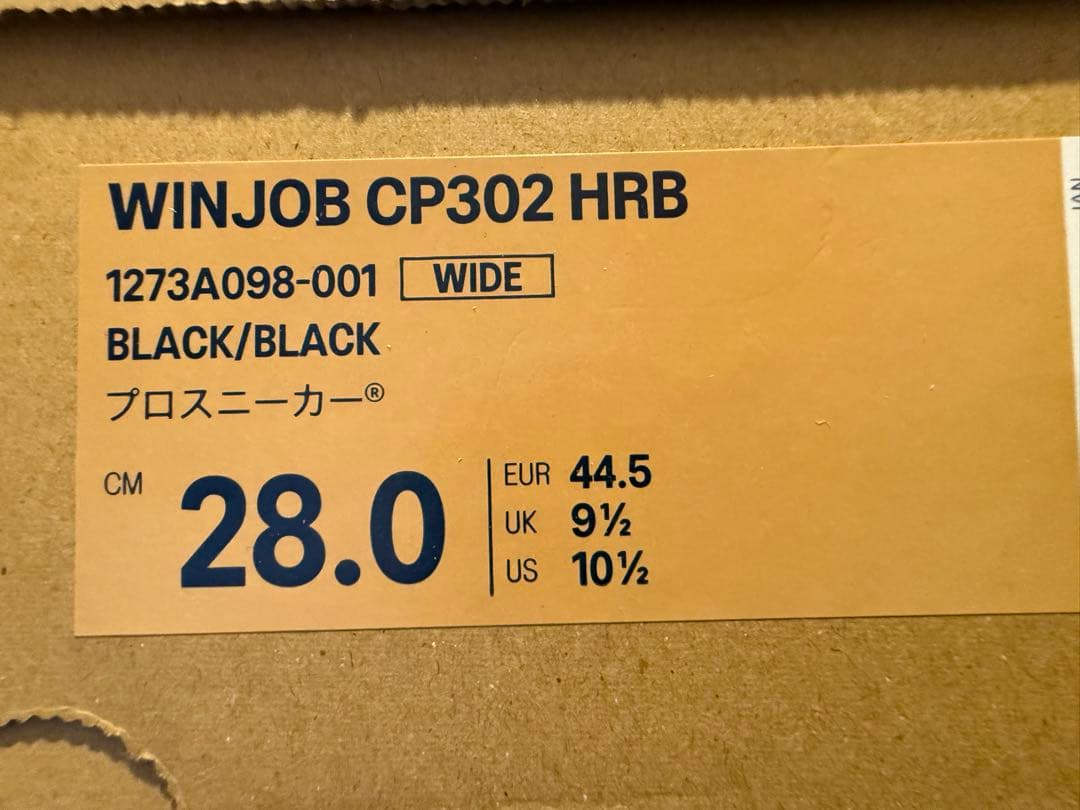 WINJOB CP302 HRB
1273A098-001 WIDE
BLACK/BLACK
プロスニーカー®
CM 28.0
EUR 44.5
UK 9½
US 10½
JAN